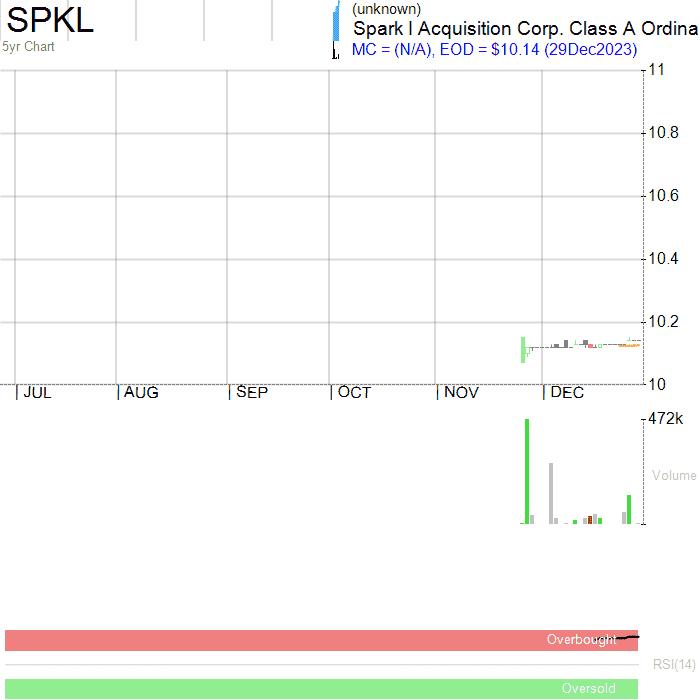 SPKL
5yr Chart
(unknown)
Spark I Acquisition Corp. Class A Ordina
MC = (N/A), EOD = $10.14 (29Dec2023)
11
10.8
10.6
10.4
10.2
10
JUL
AUG
SEP
OCT
NOV
DEC
472k
Volume
Overbought
RSI(14)
Oversold